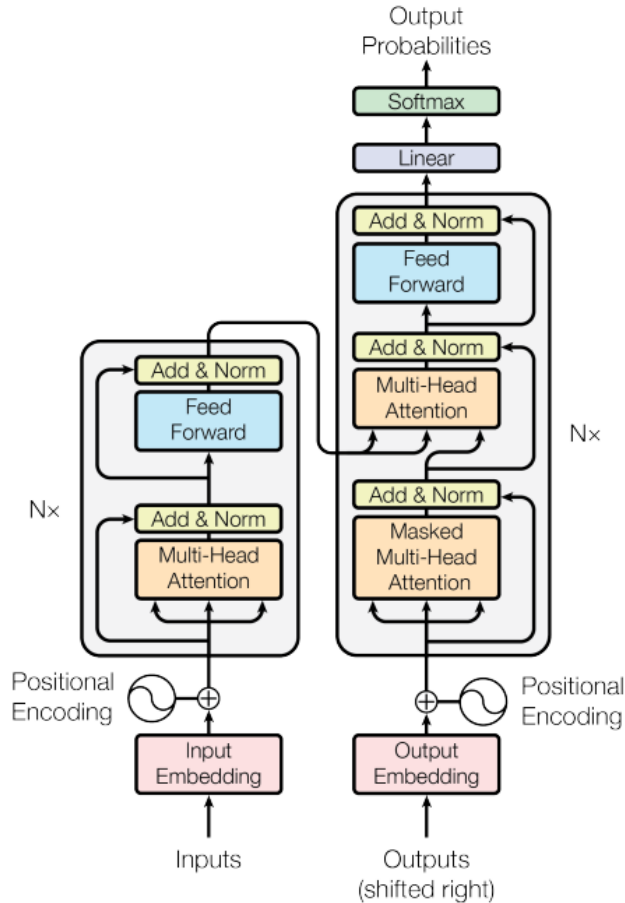 Output
Probabilities
Softmax
Linear
Add & Norm
Feed
Forward
Add & Norm
Multi-Head
Attention
Add & Norm
Masked
Multi-Head
Attention
N×
Add & Norm
Feed
Forward
Add & Norm
Multi-Head
Attention
N×
Positional
Encoding
Positional
Encoding
Input
Embedding
Output
Embedding
Inputs
Outputs
(shifted right)